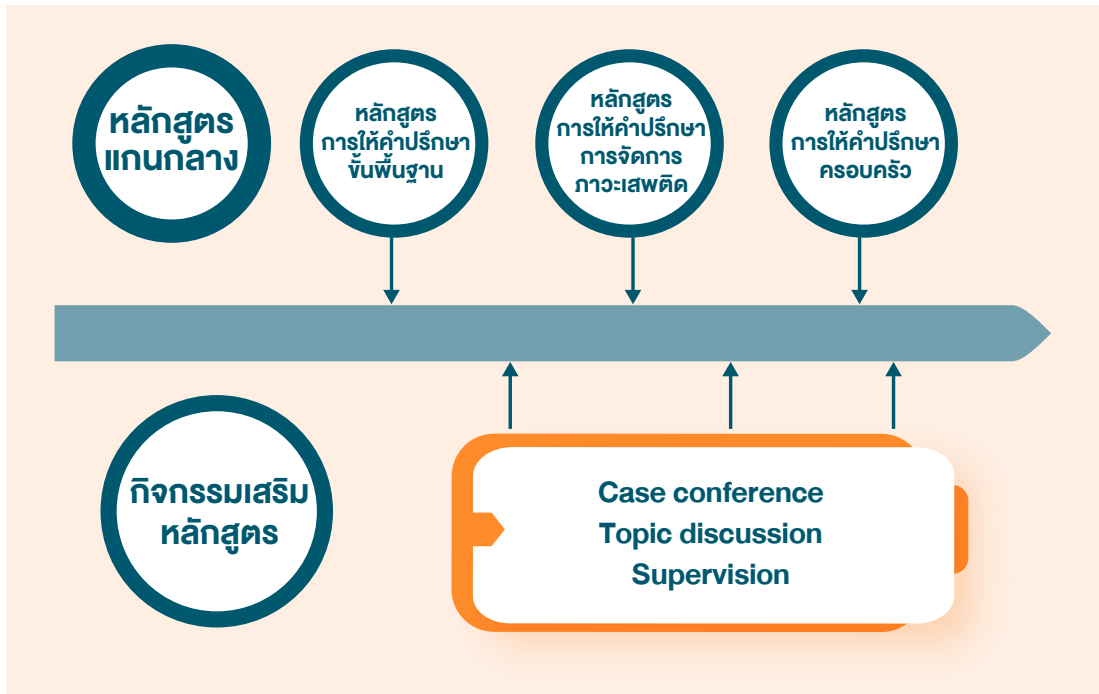 หลักสูตร
แกนกลาง
หลักสูตร
การให้คำปรึกษา
ขั้นพื้นฐาน
หลักสูตร
การให้คำปรึกษา
การจัดการ
ภาวะเสพติด
หลักสูตร
การให้คำปรึกษา
ครอบครัว
กิจกรรมเสริม
หลักสูตร
Case conference
Topic discussion
Supervision